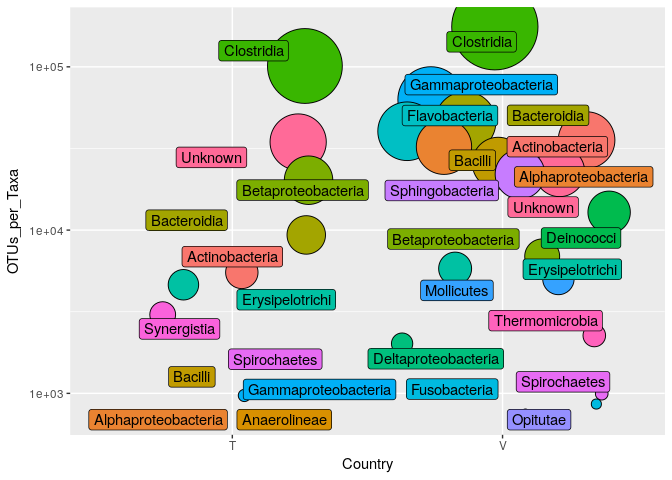 OTUs_per_Taxa
1e+05
1e+04
1e+03
Clostridia
Unknown
Betaproteobacteria
Bacteroidia
Actinobacteria
Erysipelotrichi
Synergistia
Spirochaetes
Bacilli
Gammaproteobacteria
Alphaproteobacteria
Anaerolineae
Clostridia
Gammaproteobacteria
Flavobacteria
Bacteroidia
Actinobacteria
Bacilli
Alphaproteobacteria
Sphingobacteria
Unknown
Betaproteobacteria
Deinococci
Erysipelotrichi
Mollicutes
Thermomicrobia
Deltaproteobacteria
Spirochaetes
Fusobacteria
Opitutae
T
V
Country